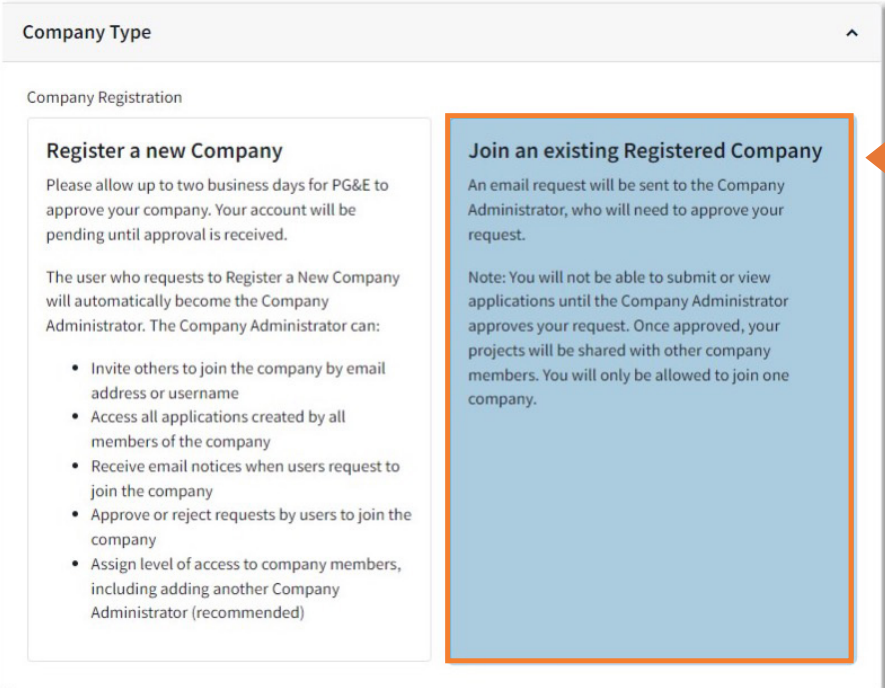 Company Type
Company Registration
Register a new Company
Please allow up to two business days for PG&E to
approve your company. Your account will be
pending until approval is received.
The user who requests to Register a New Company
will automatically become the Company
Administrator. The Company Administrator can:
• Invite others to join the company by email
address or username
• Access all applications created by all
members of the company
• Receive email notices when users request to
join the company
• Approve or reject requests by users to join the
company
• Assign level of access to company members,
including adding another Company
Administrator (recommended)
Join an existing Registered Company
An email request will be sent to the Company
Administrator, who will need to approve your
request.
Note: You will not be able to submit or view
applications until the Company Administrator
approves your request. Once approved, your
projects will be shared with other company
members. You will only be allowed to join one
company.